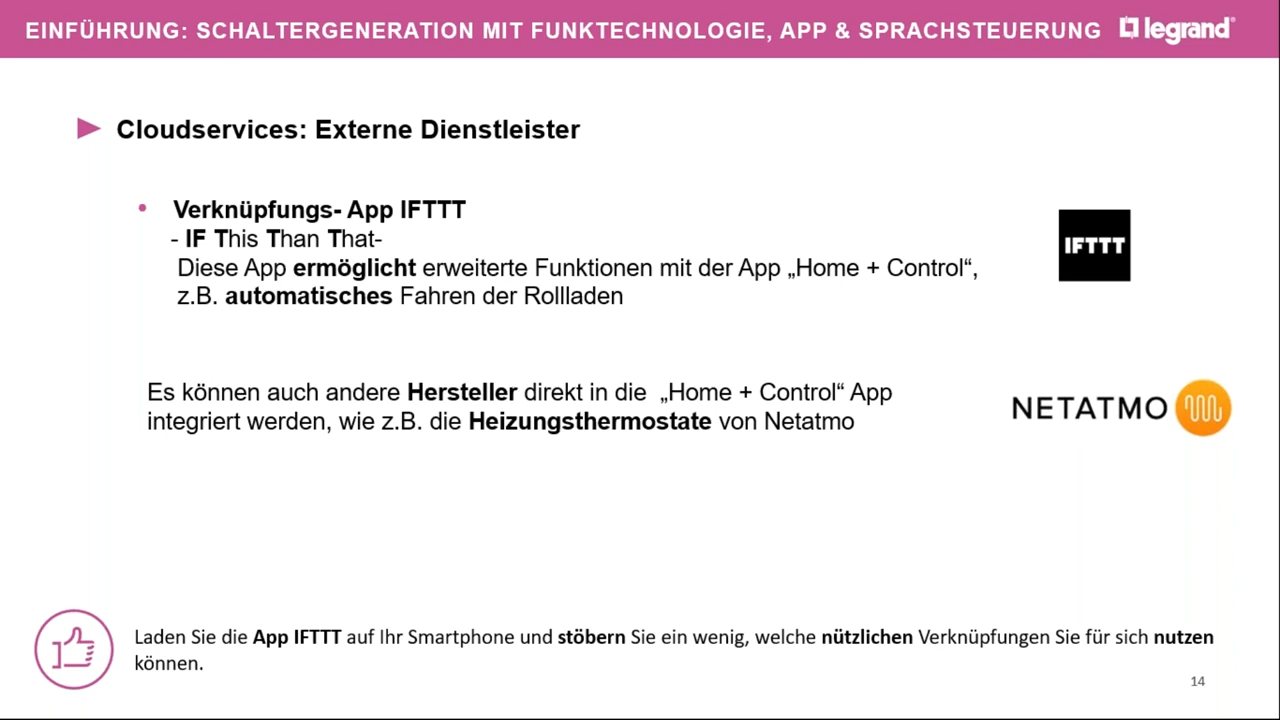 EINFÜHRUNG: SCHALTERGENERATION MIT FUNKTECHNOLOGIE, APP & SPRACHSTEUERUNG
legrand®
Cloudservices: Externe Dienstleister
• Verknüpfungs- App IFTTT
- IF This Than That-
Diese App ermöglicht erweiterte Funktionen mit der App „Home + Control“,
z.B. automatisches Fahren der Rollladen
IFTTT
Es können auch andere Hersteller direkt in die „Home + Control“ App
integriert werden, wie z.B. die Heizungsthermostate von Netatmo
NETATMO
Laden Sie die App IFTTT auf Ihr Smartphone und stöbern Sie ein wenig, welche nützlichen Verknüpfungen Sie für sich nutzen
können.
14